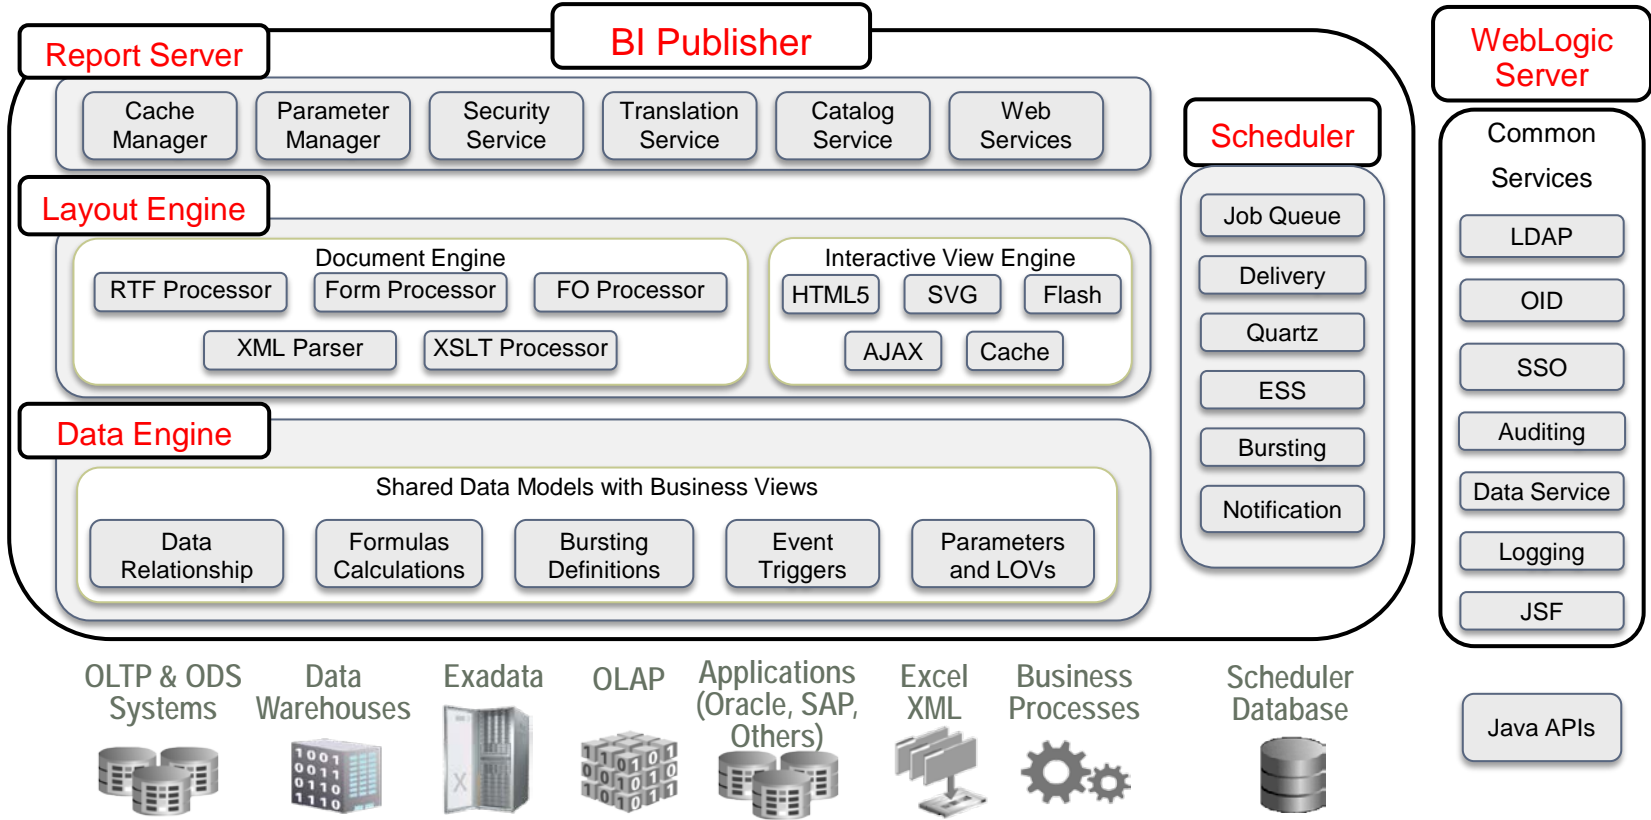 BI Publisher
Report Server
Cache
Manager
Parameter
Manager
Security
Service
Translation
Service
Catalog
Service
Web
Services
Layout Engine
Document Engine
RTF Processor
Form Processor
FO Processor
XML Parser
XSLT Processor
Interactive View Engine
HTML5
SVG
Flash
AJAX
Cache
Data Engine
Shared Data Models with Business Views
Data
Relationship
Formulas
Calculations
Bursting
Definitions
Event
Triggers
Parameters
and LOVs
Scheduler
Job Queue
Delivery
Quartz
ESS
Bursting
Notification
WebLogic
Server
Common
Services
LDAP
OID
SSO
Auditing
Data Service
Logging
JSF
Java APIs
OLTP & ODS
Systems
Data
Warehouses
1001
0011
0110
1110
Exadata
X
OLAP
Applications
(Oracle, SAP,
Others)
Excel
XML
Business
Processes
Scheduler
Database